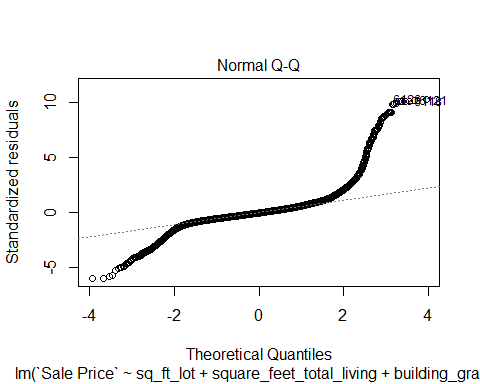 Normal Q-Q
Standardized residuals
10
5
0
-5
-4
-2
0
2
4
Theoretical Quantiles
lm(`Sale Price` ~ sq_ft_lot + square_feet_total_living + building_gra